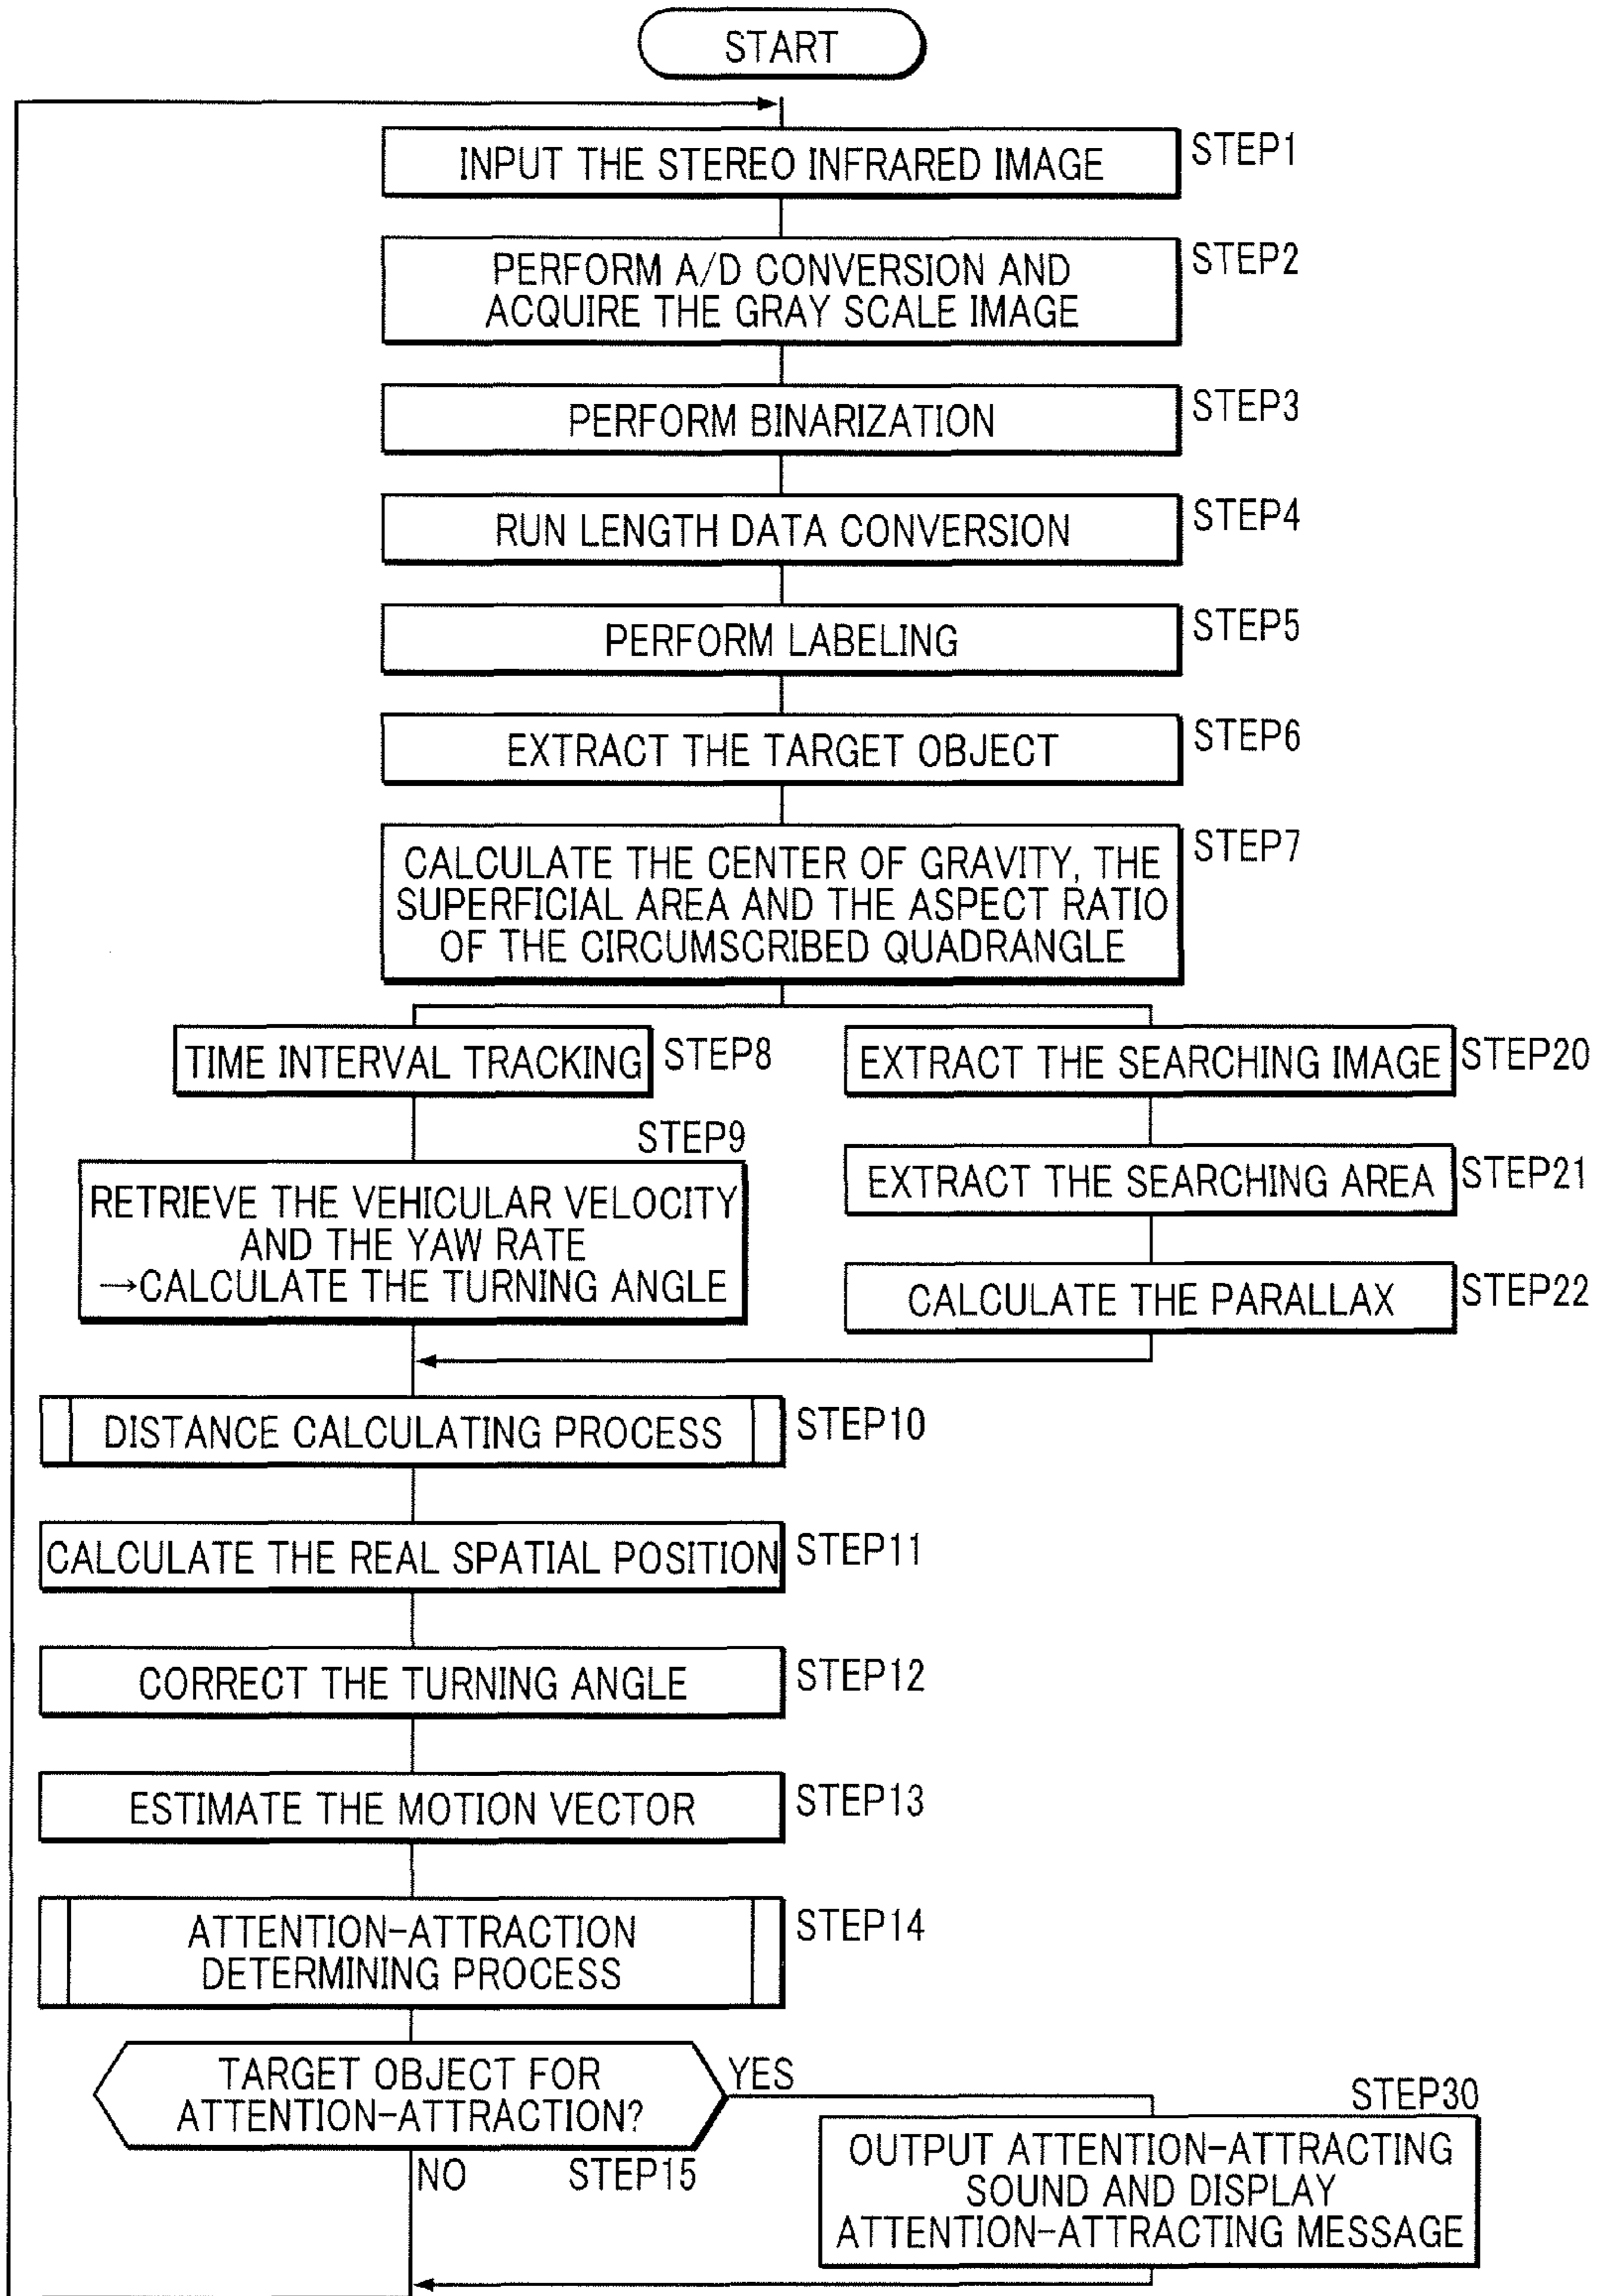 START
INPUT THE STEREO INFRARED IMAGE
STEP1
PERFORM A/D CONVERSION AND
ACQUIRE THE GRAY SCALE IMAGE
STEP2
PERFORM BINARIZATION
STEP3
RUN LENGTH DATA CONVERSION
STEP4
PERFORM LABELING
STEP5
EXTRACT THE TARGET OBJECT
STEP6
CALCULATE THE CENTER OF GRAVITY, THE
SUPERFICIAL AREA AND THE ASPECT RATIO
OF THE CIRCUMSCRIBED QUADRANGLE
STEP7
TIME INTERVAL TRACKING
STEP8
STEP9
RETRIEVE THE VEHICULAR VELOCITY
AND THE YAW RATE
→CALCULATE THE TURNING ANGLE
EXTRACT THE SEARCHING IMAGE
STEP20
EXTRACT THE SEARCHING AREA
STEP21
CALCULATE THE PARALLAX
STEP22
DISTANCE CALCULATING PROCESS
STEP10
CALCULATE THE REAL SPATIAL POSITION
STEP11
CORRECT THE TURNING ANGLE
STEP12
ESTIMATE THE MOTION VECTOR
STEP13
ATTENTION-ATTRACTION
DETERMINING PROCESS
STEP14
TARGET OBJECT FOR
ATTENTION-ATTRACTION?
YES
NO
STEP15
STEP30
OUTPUT ATTENTION-ATTRACTING
SOUND AND DISPLAY
ATTENTION-ATTRACTING MESSAGE